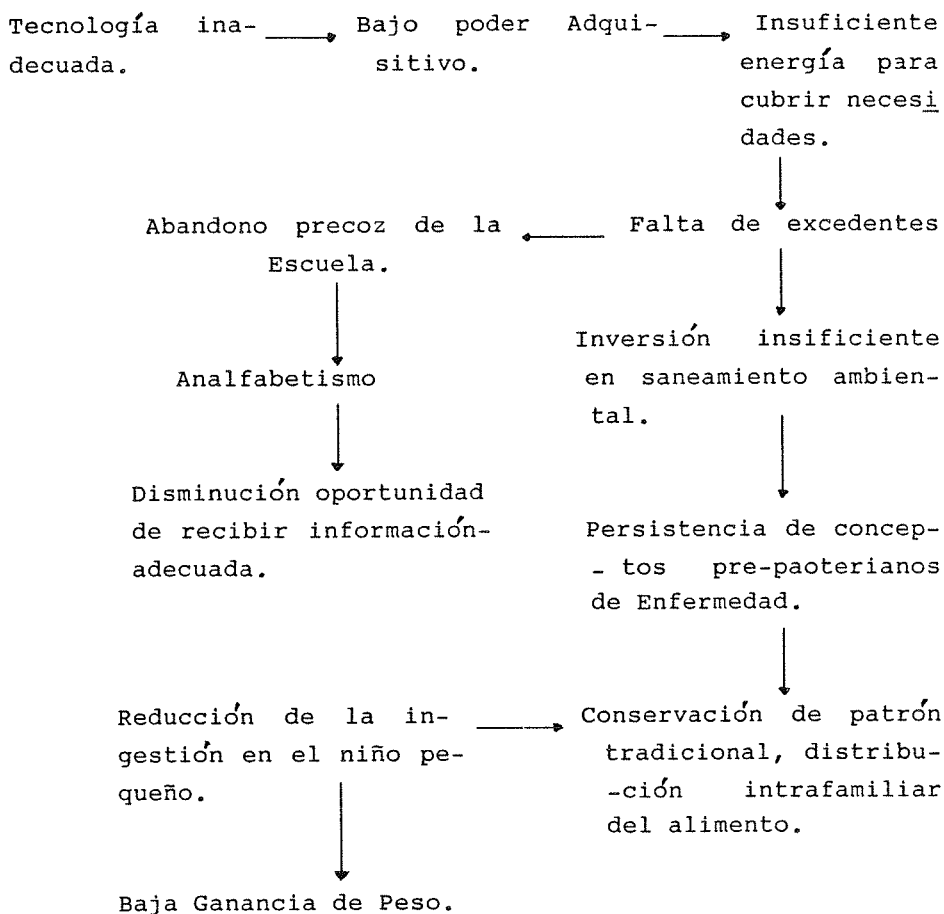 Tecnología ina-
decuada.
Bajo poder Adqui-
sitivo.
Insuficiente
energía para
cubrir necesi
dades.
Abandono precoz de la
Escuela.
Falta de excedentes
Analfabetismo
Inversión insificiente
en saneamiento ambien-
tal.
Disminución oportunidad
de recibir información-
adecuada.
Persistencia de concep-
- tos pre-paoterianos
de Enfermedad.
Reducción de la in-
gestión en el niño pe-
queño.
Conservación de patrón
tradicional, distribu-
-ción intrafamiliar
del alimento.
Baja Ganancia de Peso.